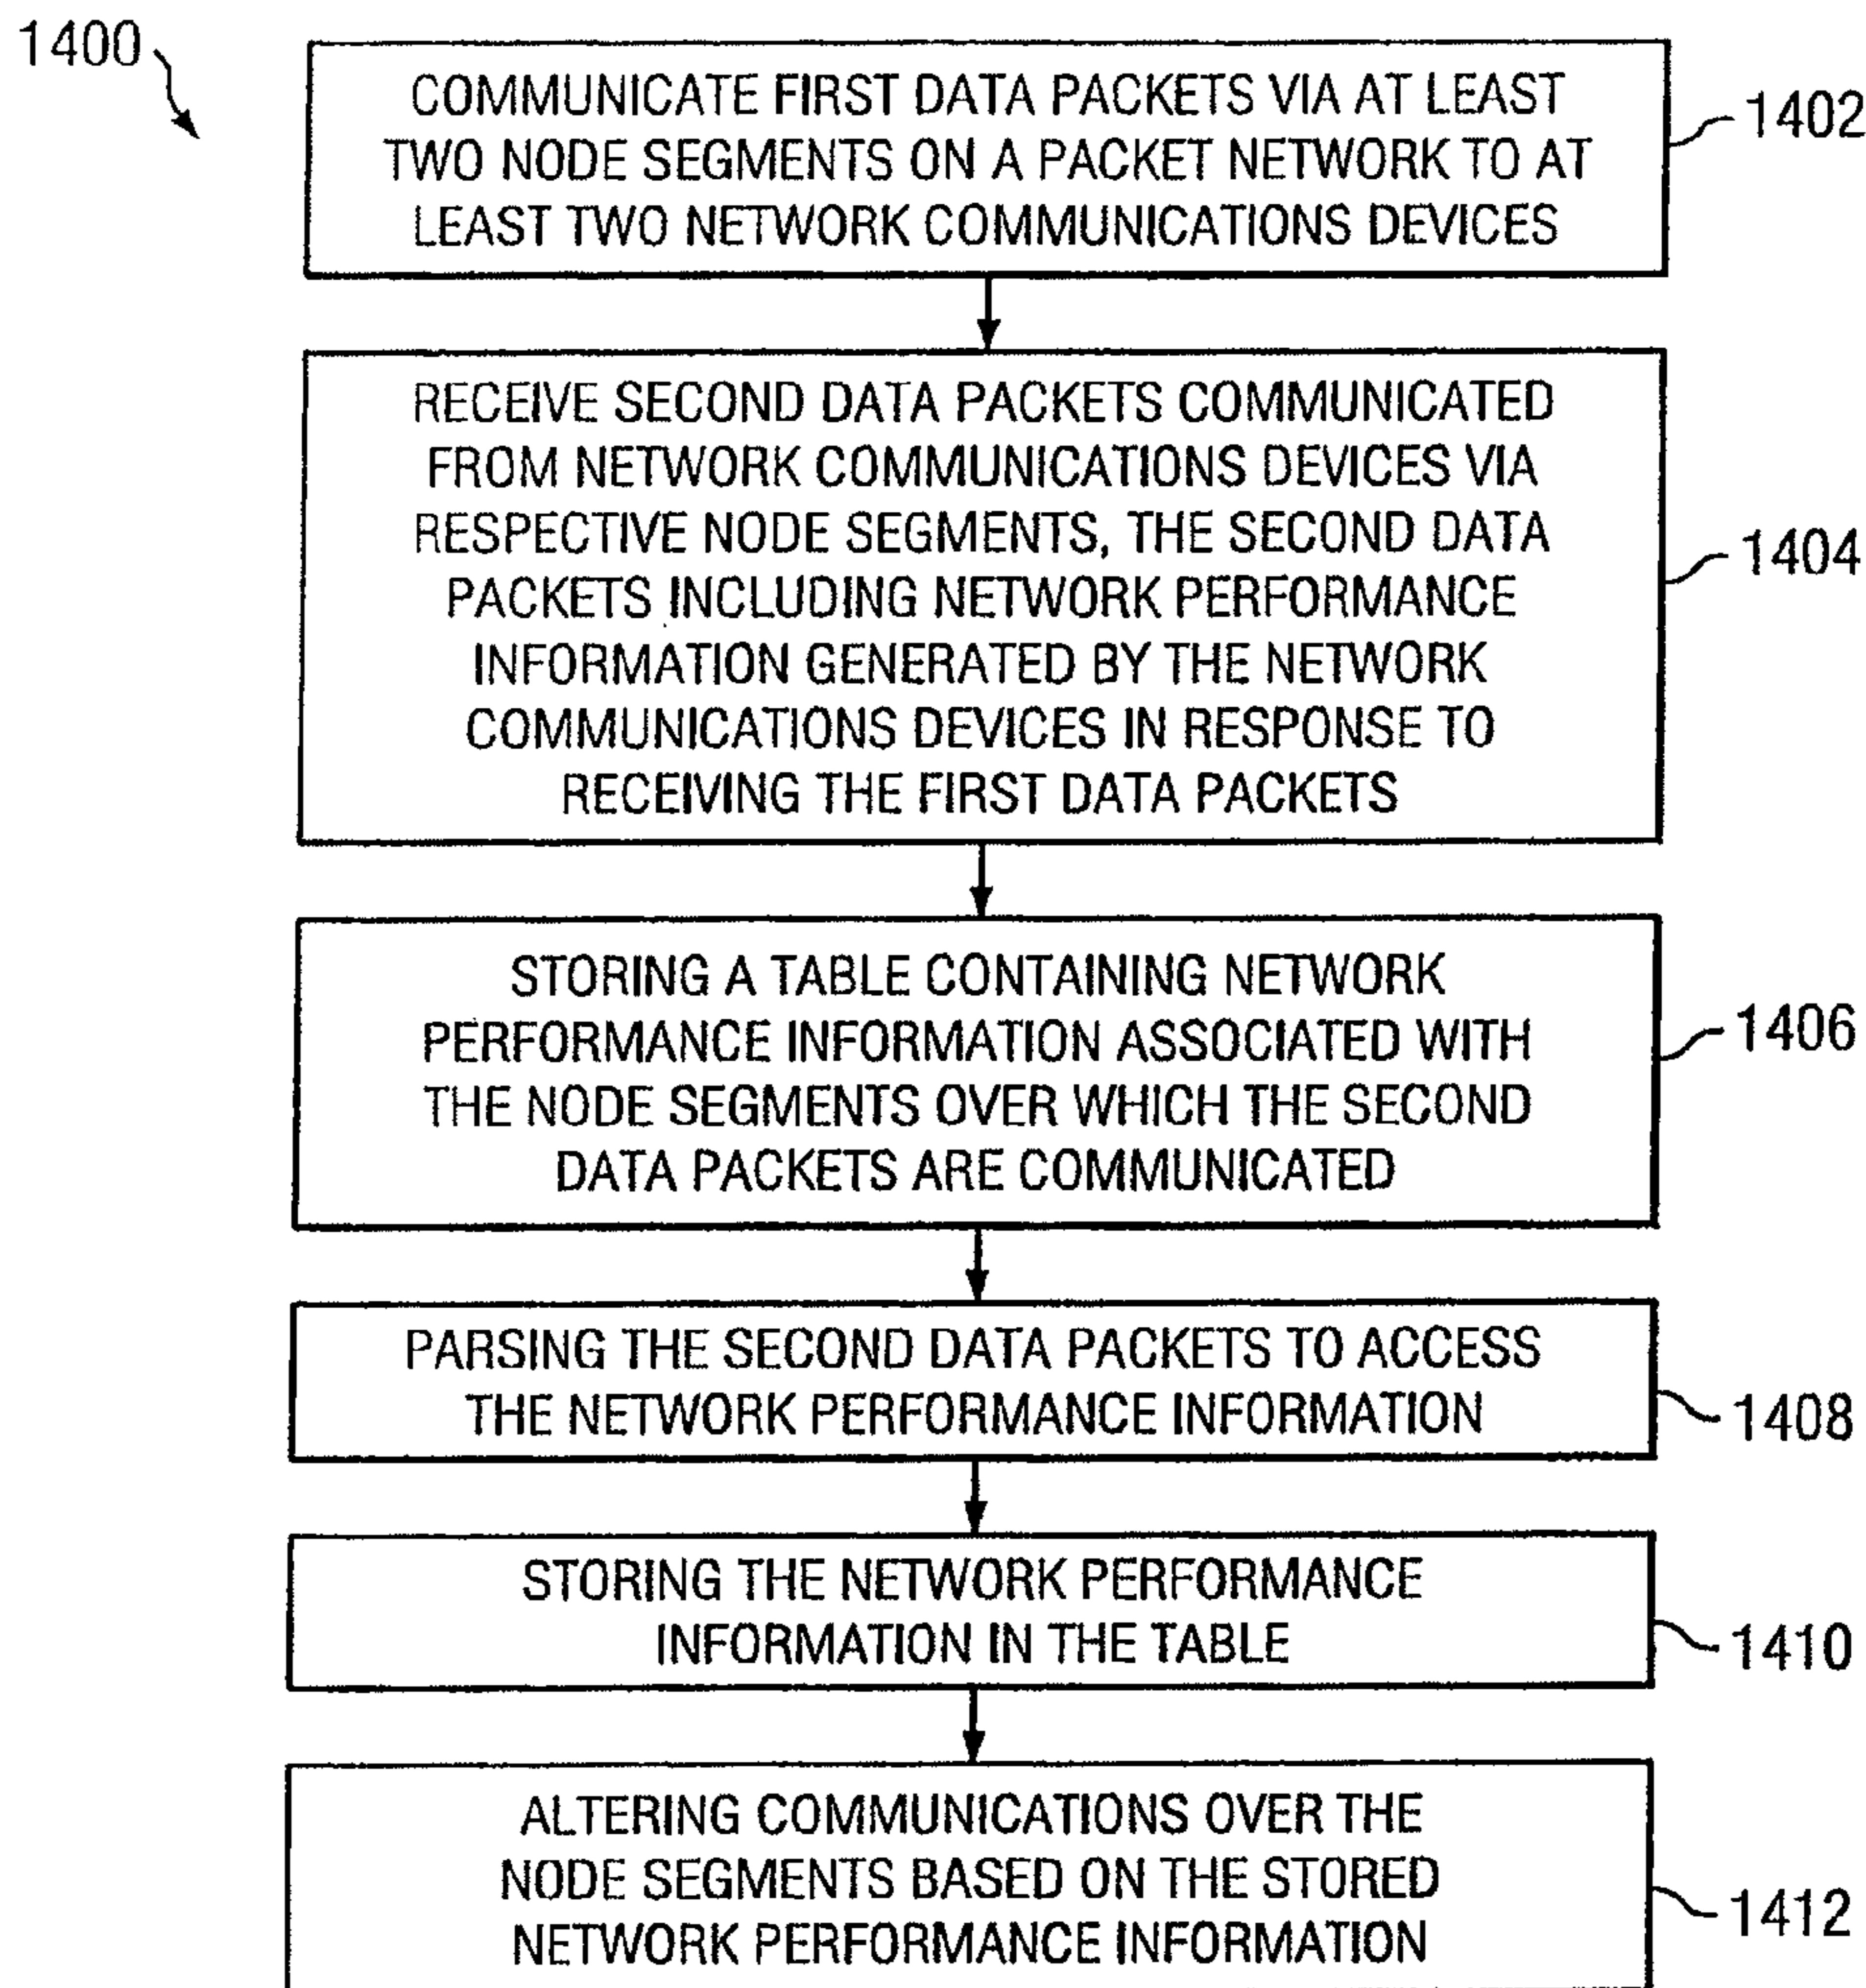 1400
COMMUNICATE FIRST DATA PACKETS VIA AT LEAST
TWO NODE SEGMENTS ON A PACKET NETWORK TO AT
LEAST TWO NETWORK COMMUNICATIONS DEVICES
1402
RECEIVE SECOND DATA PACKETS COMMUNICATED
FROM NETWORK COMMUNICATIONS DEVICES VIA
RESPECTIVE NODE SEGMENTS, THE SECOND DATA
PACKETS INCLUDING NETWORK PERFORMANCE
INFORMATION GENERATED BY THE NETWORK
COMMUNICATIONS DEVICES IN RESPONSE TO
RECEIVING THE FIRST DATA PACKETS
1404
STORING A TABLE CONTAINING NETWORK
PERFORMANCE INFORMATION ASSOCIATED WITH
THE NODE SEGMENTS OVER WHICH THE SECOND
DATA PACKETS ARE COMMUNICATED
1406
PARSING THE SECOND DATA PACKETS TO ACCESS
THE NETWORK PERFORMANCE INFORMATION
1408
STORING THE NETWORK PERFORMANCE
INFORMATION IN THE TABLE
1410
ALTERING COMMUNICATIONS OVER THE
NODE SEGMENTS BASED ON THE STORED
NETWORK PERFORMANCE INFORMATION
1412